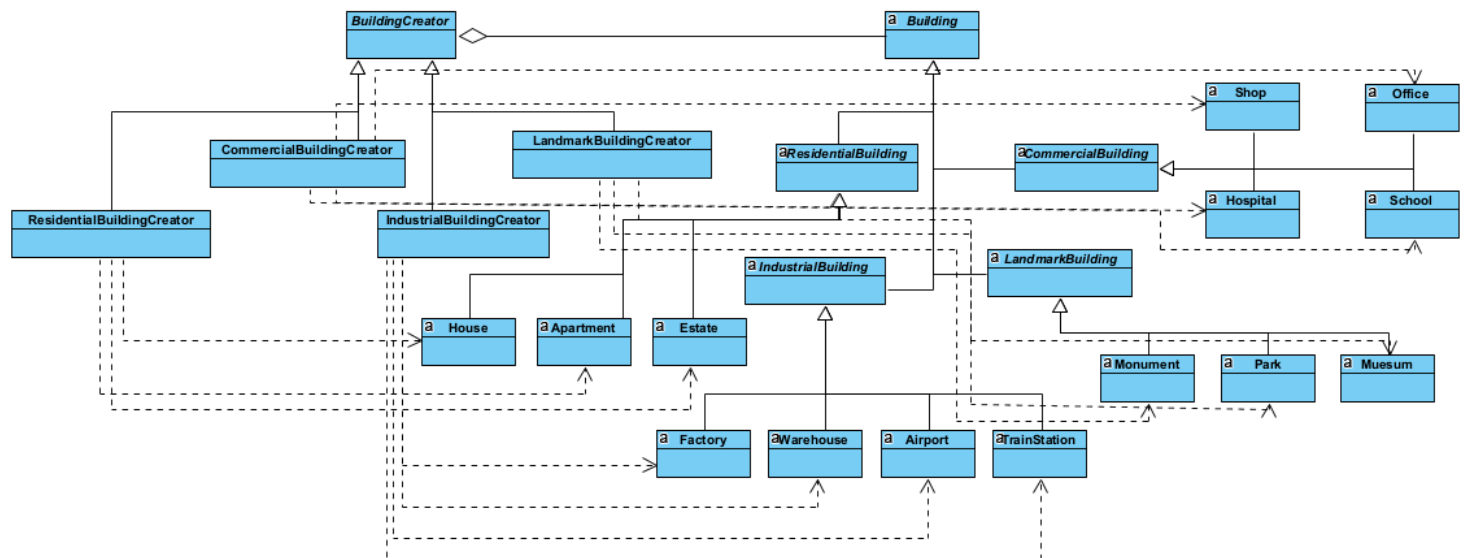 BuildingCreator
a Building
a Shop
a Office
CommercialBuildingCreator
LandmarkBuildingCreator
a ResidentialBuilding
a CommercialBuilding
ResidentialBuildingCreator
IndustrialBuildingCreator
a Hospital
a School
a IndustrialBuilding
a LandmarkBuilding
a House
a Apartment
a Estate
a Monument
a Park
a Muesum
a Factory
a Warehouse
a Airport
a TrainStation